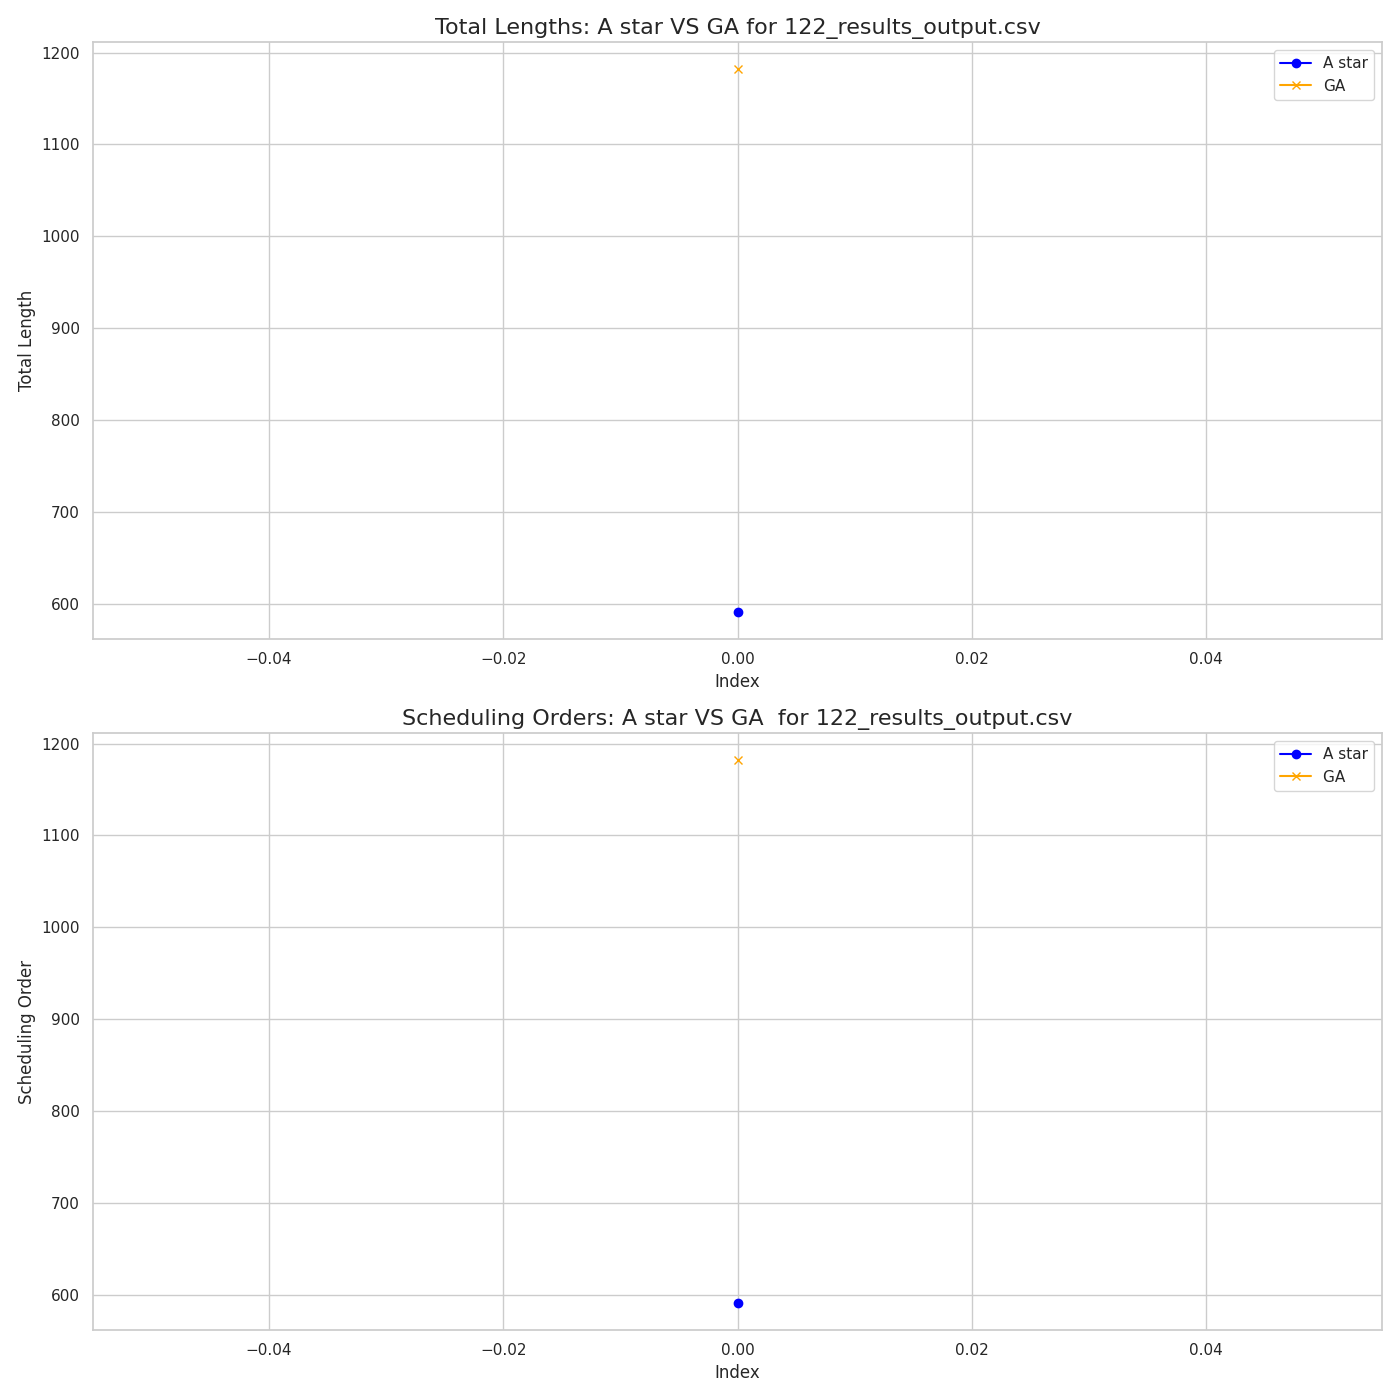 Total Lengths: A star VS GA for 122_results_output.csv
1200
1100
1000
900
800
700
600
Total Length
A star
GA
−0.04
−0.02
0.00
0.02
0.04
Index
Scheduling Orders: A star VS GA  for 122_results_output.csv
1200
1100
1000
900
800
700
600
Scheduling Order
A star
GA
−0.04
−0.02
0.00
0.02
0.04
Index